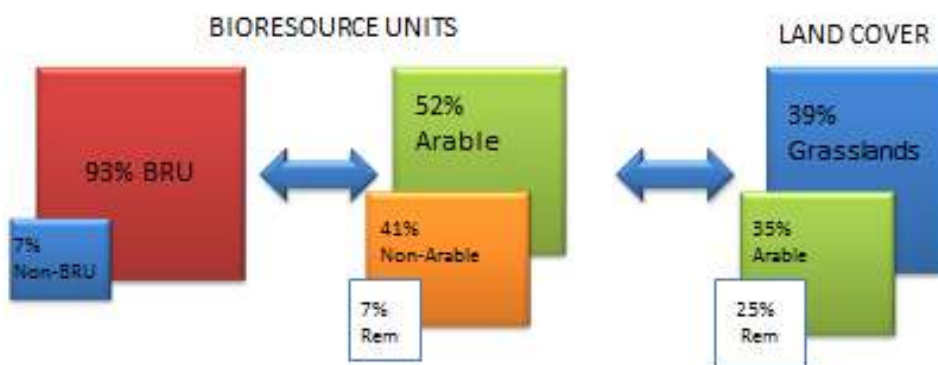 BIORESOURCE UNITS
LAND COVER
93% BRU
7%
Non-BRU
52%
Arable
41%
Non-Arable
7%
Rem
39%
Grasslands
35%
Arable
25%
Rem